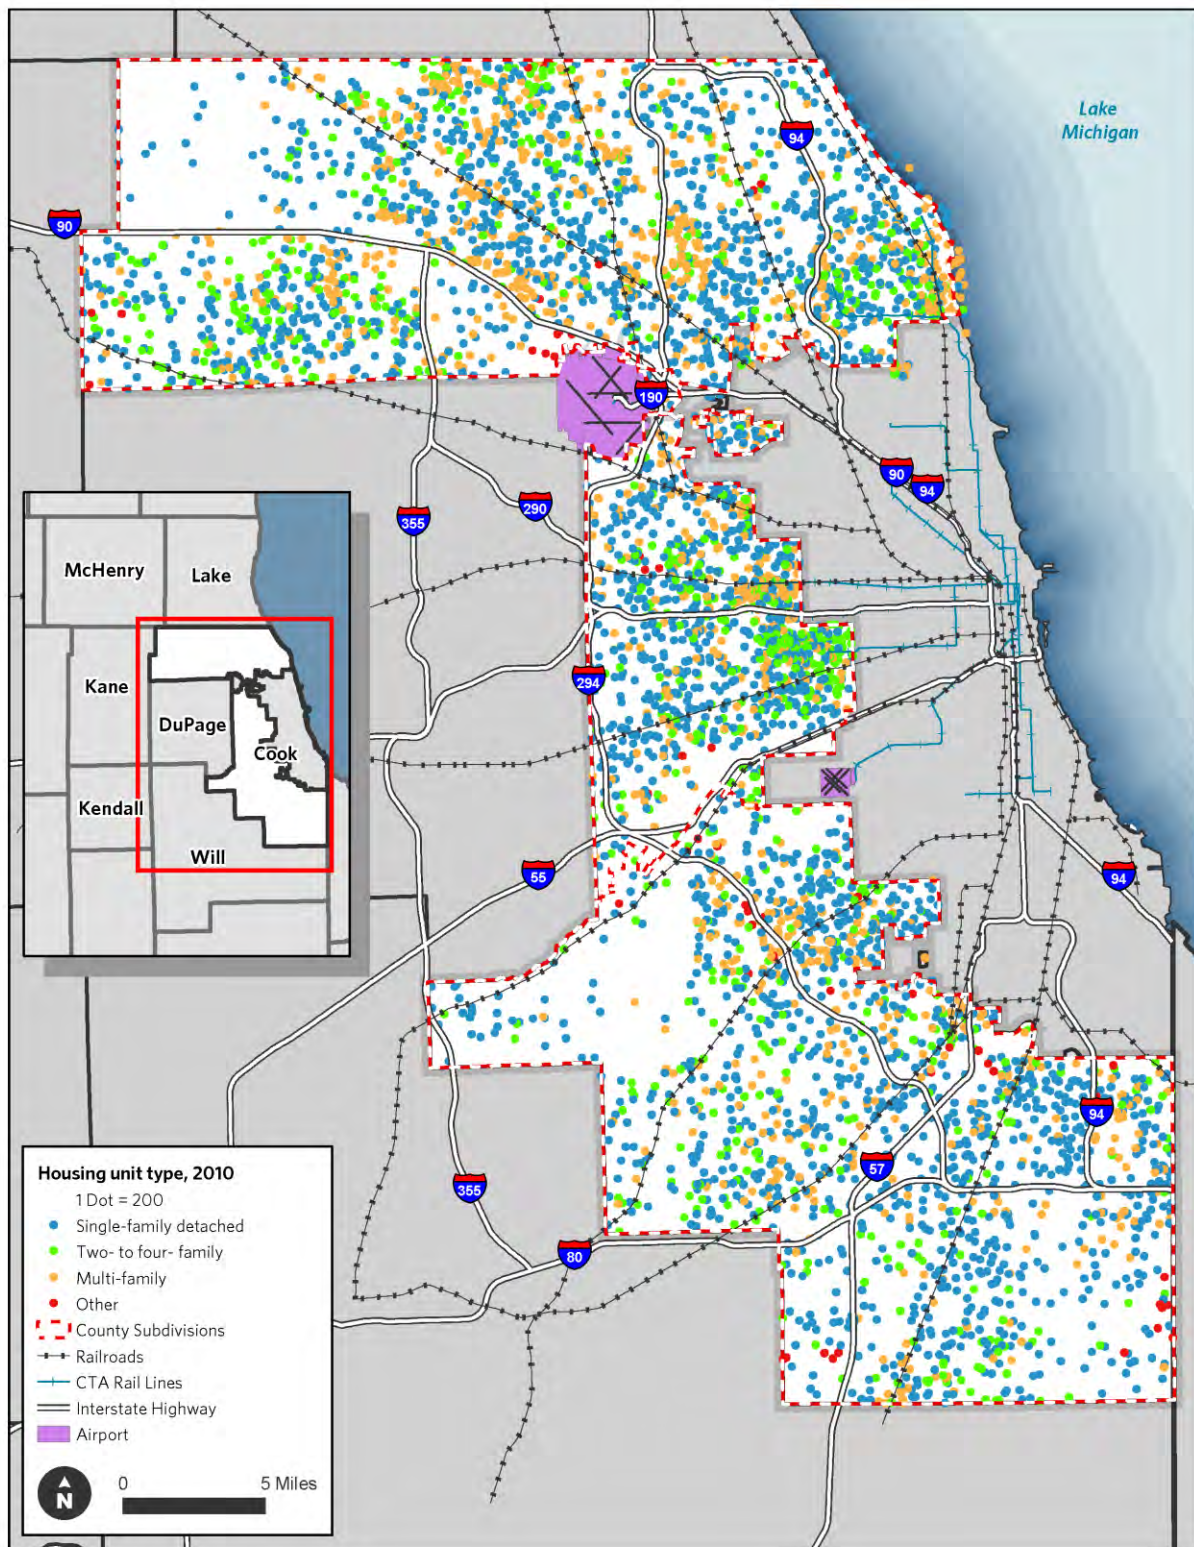 Lake
Michigan
94
90
190
90
94
290
355
McHenry
Lake
Kane
DuPage
Cook
Kendall
Will
294
55
94
94
57
355
80
Housing unit type, 2010
1 Dot = 200
Single-family detached
Two- to four- family
Multi-family
Other
County Subdivisions
Railroads
CTA Rail Lines
Interstate Highway
Airport
N
0
5 Miles